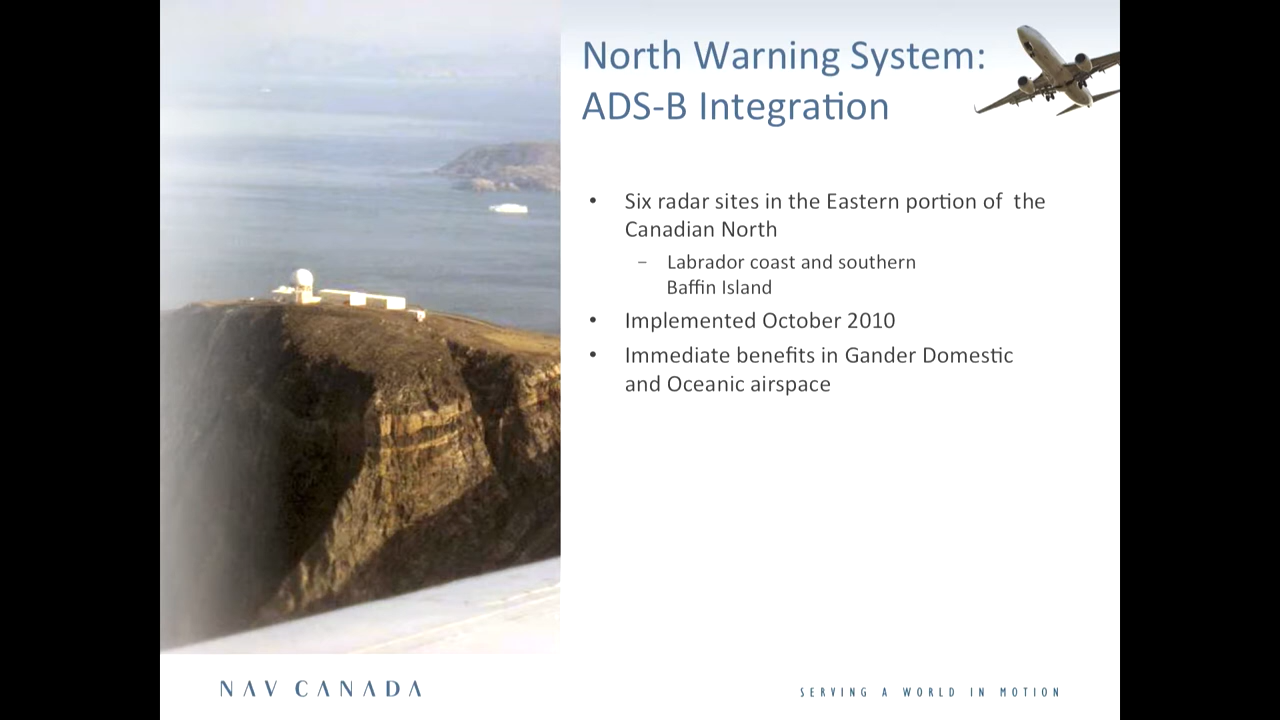 North Warning System:
ADS-B Integration
• Six radar sites in the Eastern portion of the
Canadian North
– Labrador coast and southern
Baffin Island
• Implemented October 2010
• Immediate benefits in Gander Domestic
and Oceanic airspace
NAV CANADA
SERVING A WORLD IN MOTION